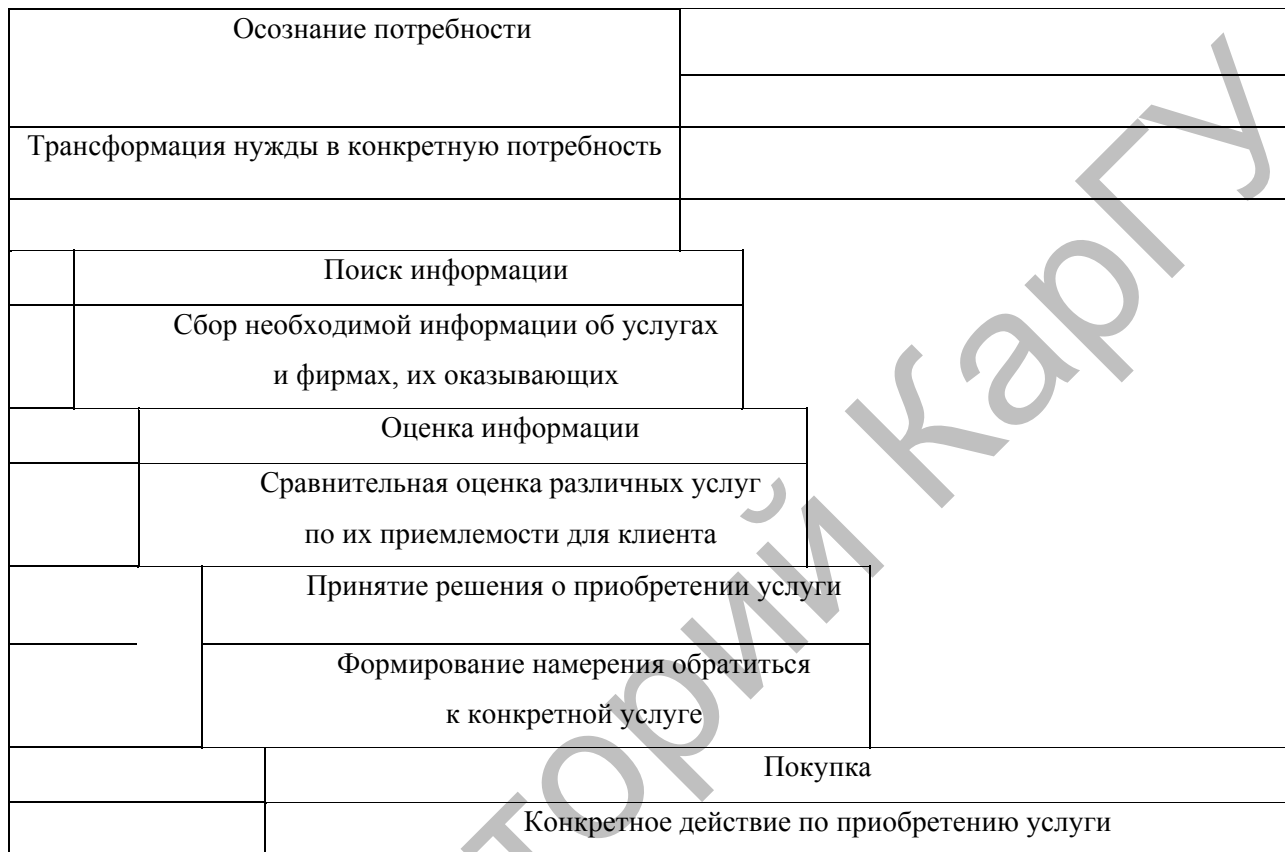 Осознание потребности
Трансформация нужды в конкретную потребность
Поиск информации
Сбор необходимой информации об услугах
и фирмах, их оказывающих
Оценка информации
Сравнительная оценка различных услуг
по их приемлемости для клиента
Принятие решения о приобретении услуги
Формирование намерения обратиться
к конкретной услуге
Покупка
Конкретное действие по приобретению услуги
торий КарГУ